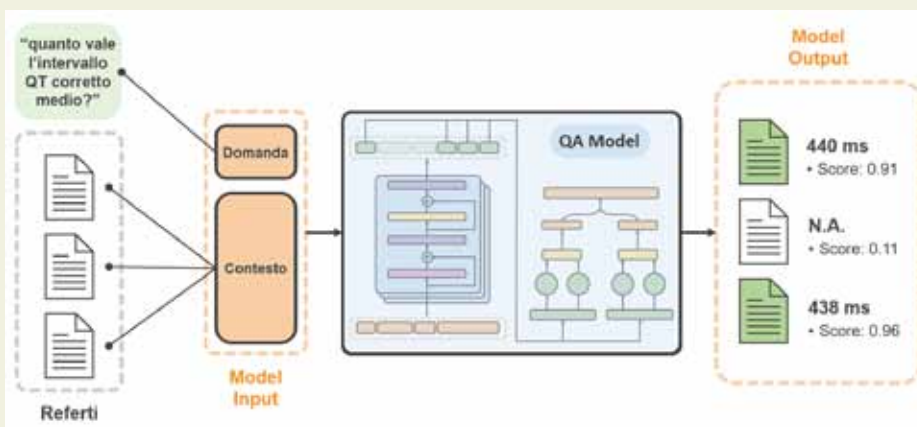 “quanto vale
l’intervallo
QT corretto
medio?”
Referti
Domanda
Contesto
Model
Input
QA Model
Model
Output
440 ms
• Score: 0.91
N.A.
• Score: 0.11
438 ms
• Score: 0.96